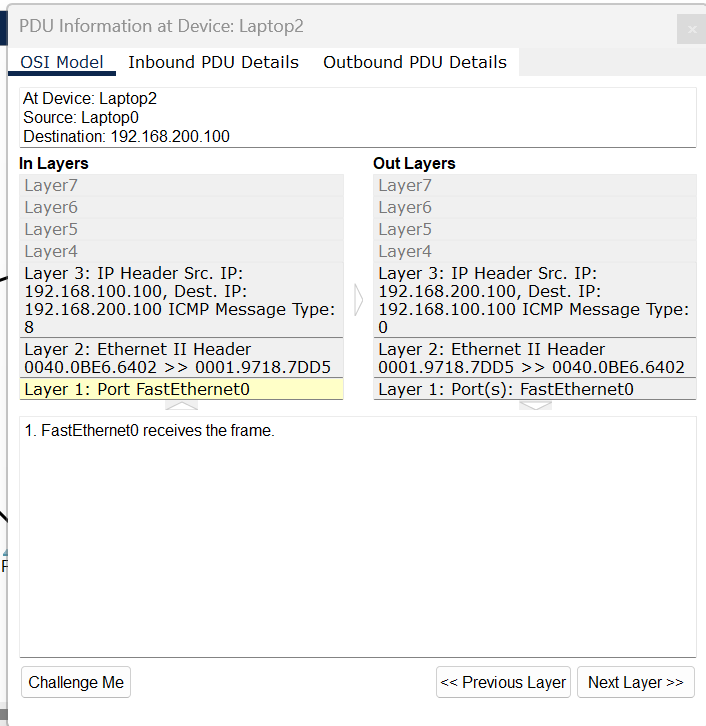 PDU Information at Device: Laptop2
OSI Model Inbound PDU Details Outbound PDU Details
At Device: Laptop2
Source: Laptop0
Destination: 192.168.200.100
In Layers
Layer7
Layer6
Layer5
Layer4
Layer 3: IP Header Src. IP:
192.168.100.100, Dest. IP:
192.168.200.100 ICMP Message Type:
8
Layer 2: Ethernet II Header
0040.0BE6.6402 >> 0001.9718.7DD5
Layer 1: Port FastEthernet0
Out Layers
Layer7
Layer6
Layer5
Layer4
Layer 3: IP Header Src. IP:
192.168.200.100, Dest. IP:
192.168.100.100 ICMP Message Type:
0
Layer 2: Ethernet II Header
0001.9718.7DD5 >> 0040.0BE6.6402
Layer 1: Port(s): FastEthernet0
1. FastEthernet0 receives the frame.
Challenge Me << Previous Layer Next Layer >>